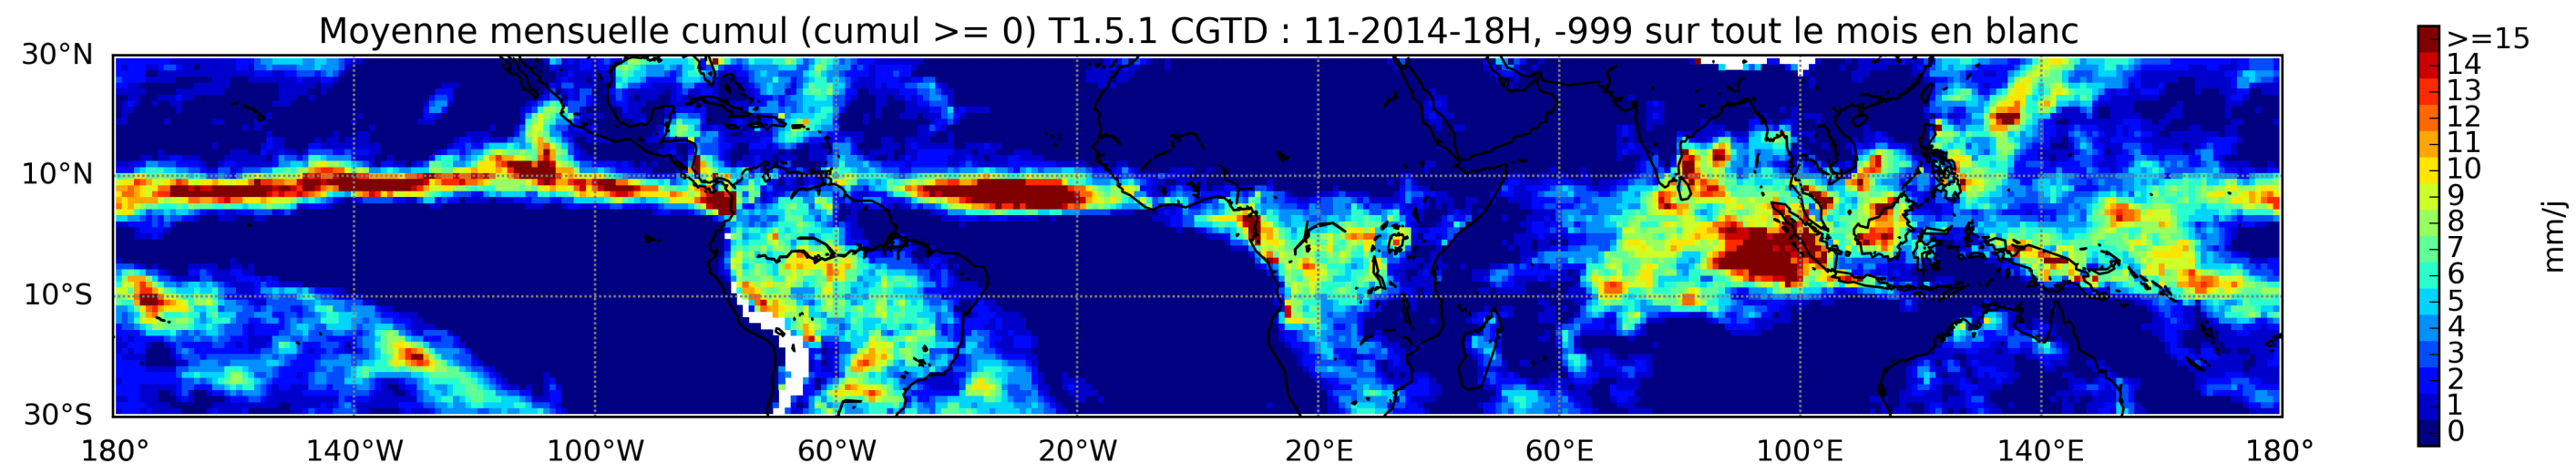 Moyenne mensuelle cumul (cumul >= 0) T1.5.1 CGTD : 11-2014-18H, -999 sur tout le mois en blanc
30°N
10°N
10°S
30°S
180° 140°W 100°W 60°W 20°W 20°E 60°E 100°E 140°E 180°
>=15
14
13
12
11
10
9
8
7
6
5
4
3
2
1
0
mm/j